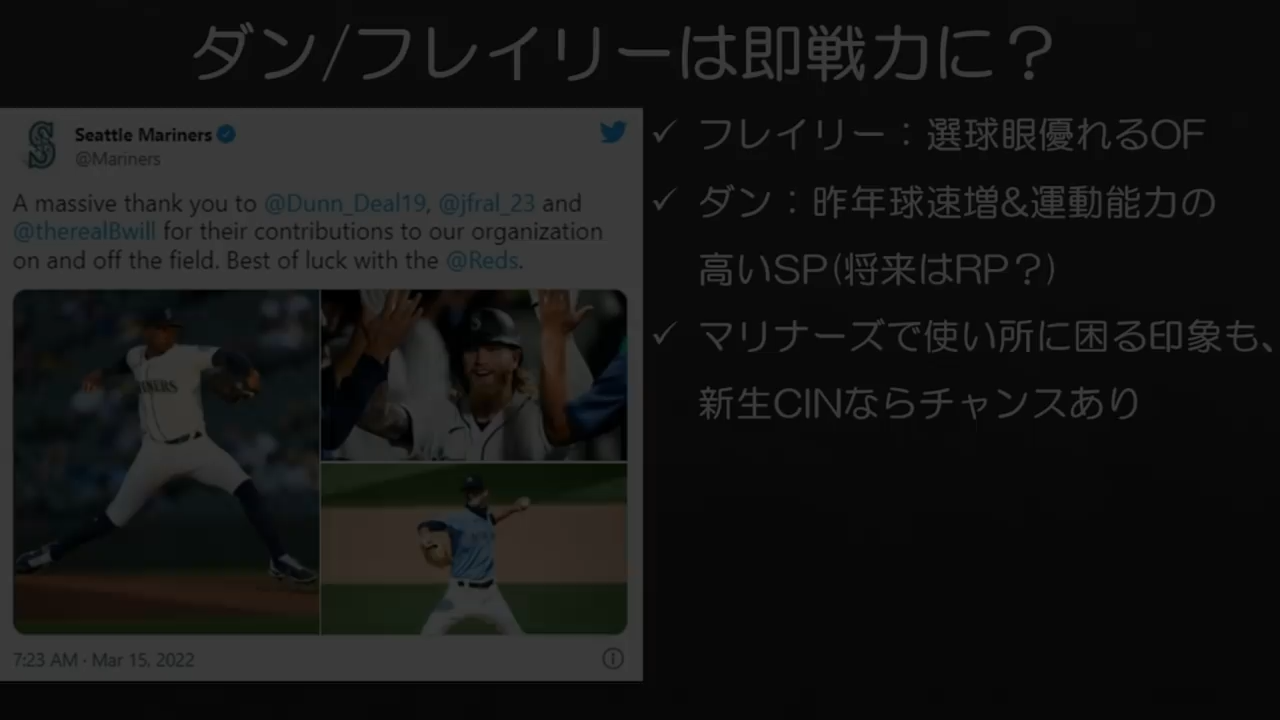 ダン/フレイリーは即戦力に？
Seattle Mariners
@Mariners
A massive thank you to @Dunn_Deal19, @jfral_23 and
@therealBwill for their contributions to our organization
on and off the field. Best of luck with the @Reds.
MINERS
7:23 AM · Mar 15, 2022
✓ フレイリー：選球眼優れるOF
✓ ダン：昨年球速増&運動能力の
高いSP(将来はRP？)
✓ マリナーズで使い所に困る印象も、
新生CINならチャンスあり